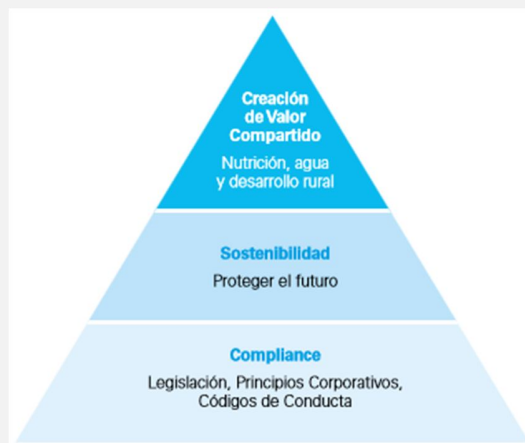 Creación
de Valor
Compartido
Nutrición, agua
y desarrollo rural
Sostenibilidad
Proteger el futuro
Compliance
Legislación, Principios Corporativos,
Códigos de Conducta